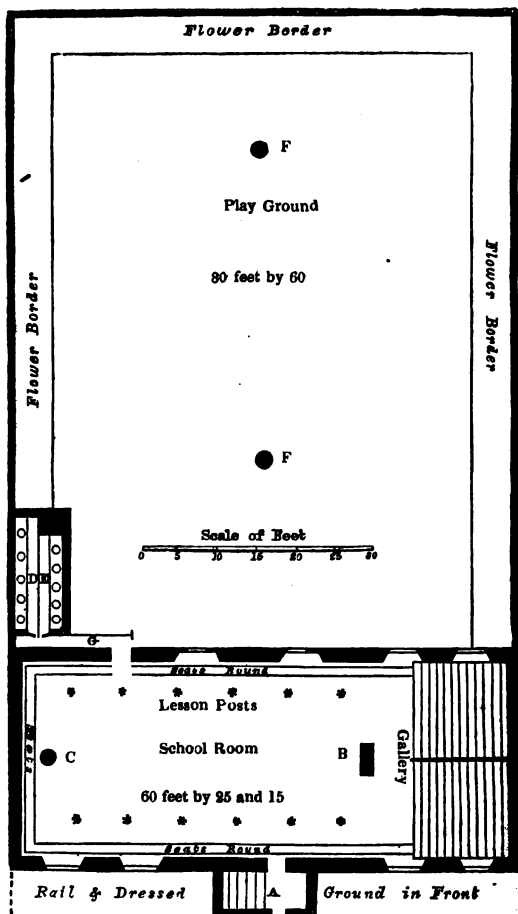 Flower Border
F
Play Ground
80 feet by 60
Flower Border
Flower Border
F
Scale of Feet
0 5 10 15 20 25 30
D E
G
Seats Round
Lesson Posts
School Room
C
B
Gallery
60 feet by 25 and 15
Seats Round
Rail & Dressed
A
Ground in Front